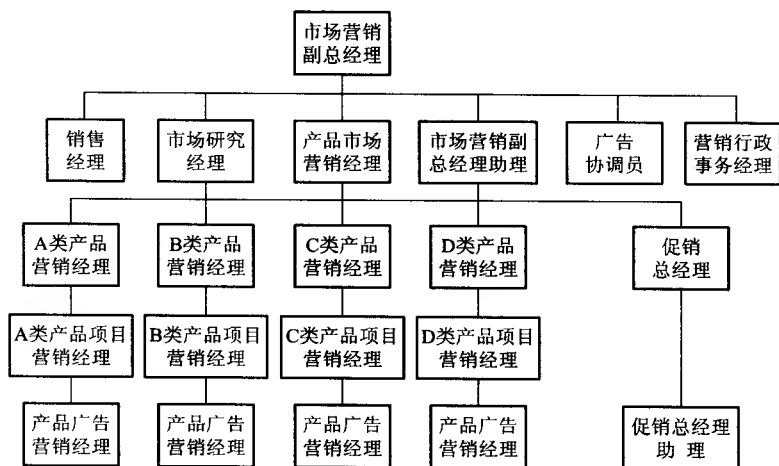 市场营销
副总经理
销售
经理
市场研究
经理
产品市场
营销经理
市场营销副
总经理助理
广告
协调员
营销行政
事务经理
A类产品
营销经理
B类产品
营销经理
C类产品
营销经理
D类产品
营销经理
促销
总经理
A类产品项目
营销经理
B类产品项目
营销经理
C类产品项目
营销经理
D类产品项目
营销经理
产品广告
营销经理
产品广告
营销经理
产品广告
营销经理
产品广告
营销经理
促销总经理
助 理